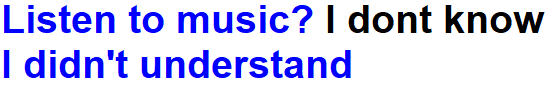 Listen to music? I dont know
I didn't understand